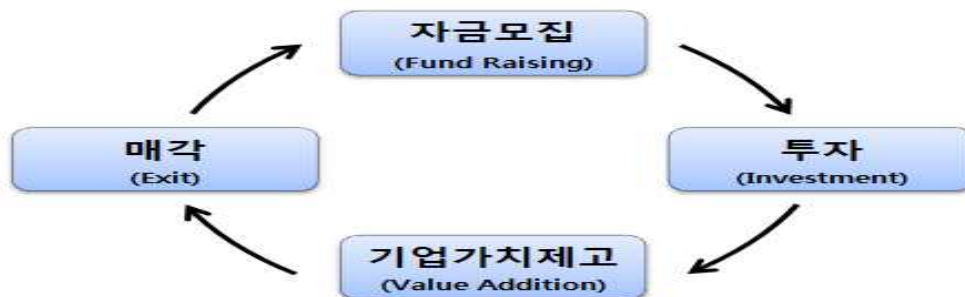 자금모집
(Fund Raising)
매각
(Exit)
투자
(Investment)
기업가치제고
(Value Addition)